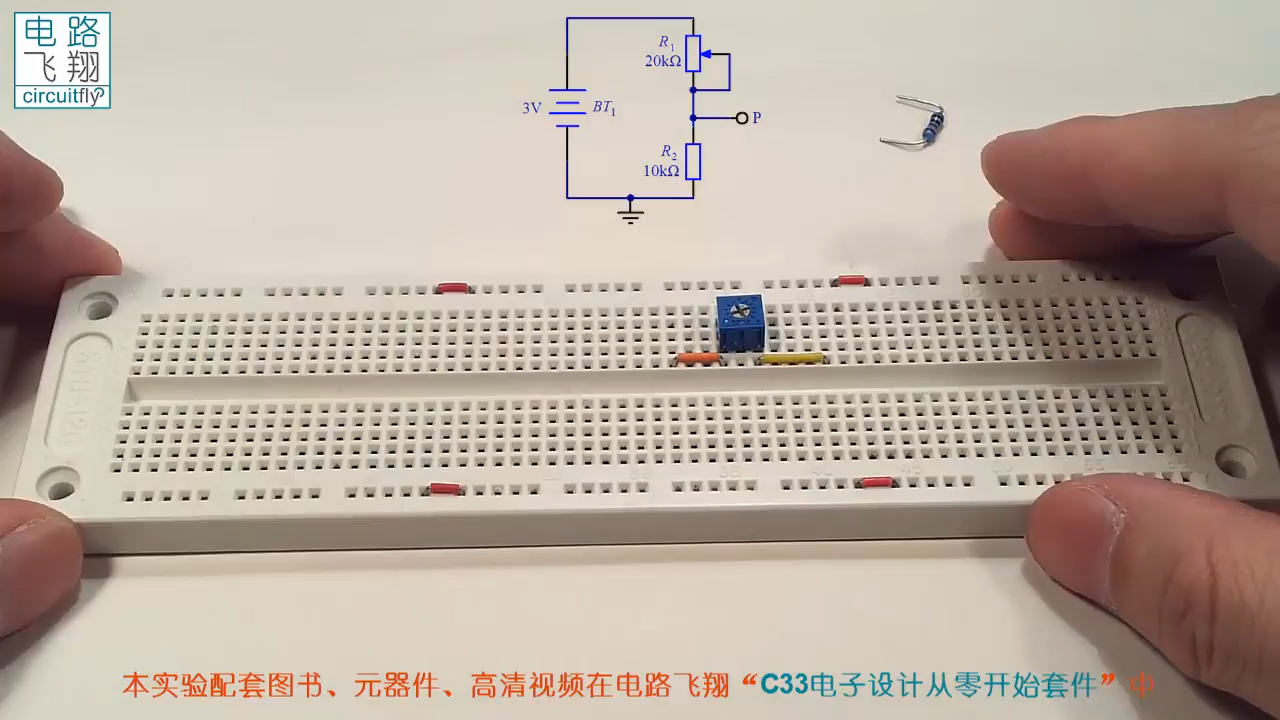 电路
飞翔
circuitfly
R1
20kΩ
3V
BT1
P
R2
10kΩ
本实验配套图书、元器件、高清视频在电路飞翔“C33电子设计从零开始套件”中